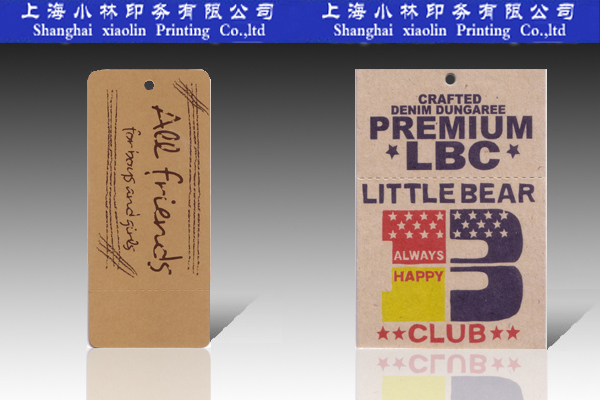 上海小林印务有限公司
Shanghai xiaolin Printing Co.,ltd
All friends
for boys and girls
上海小林印务有限公司
Shanghai xiaolin Printing Co.,ltd
CRAFTED
DENIM DUNGAREE
PREMIUM
★LBC★
LITTLE BEAR
13
ALWAYS
HAPPY
★★CLUB★★